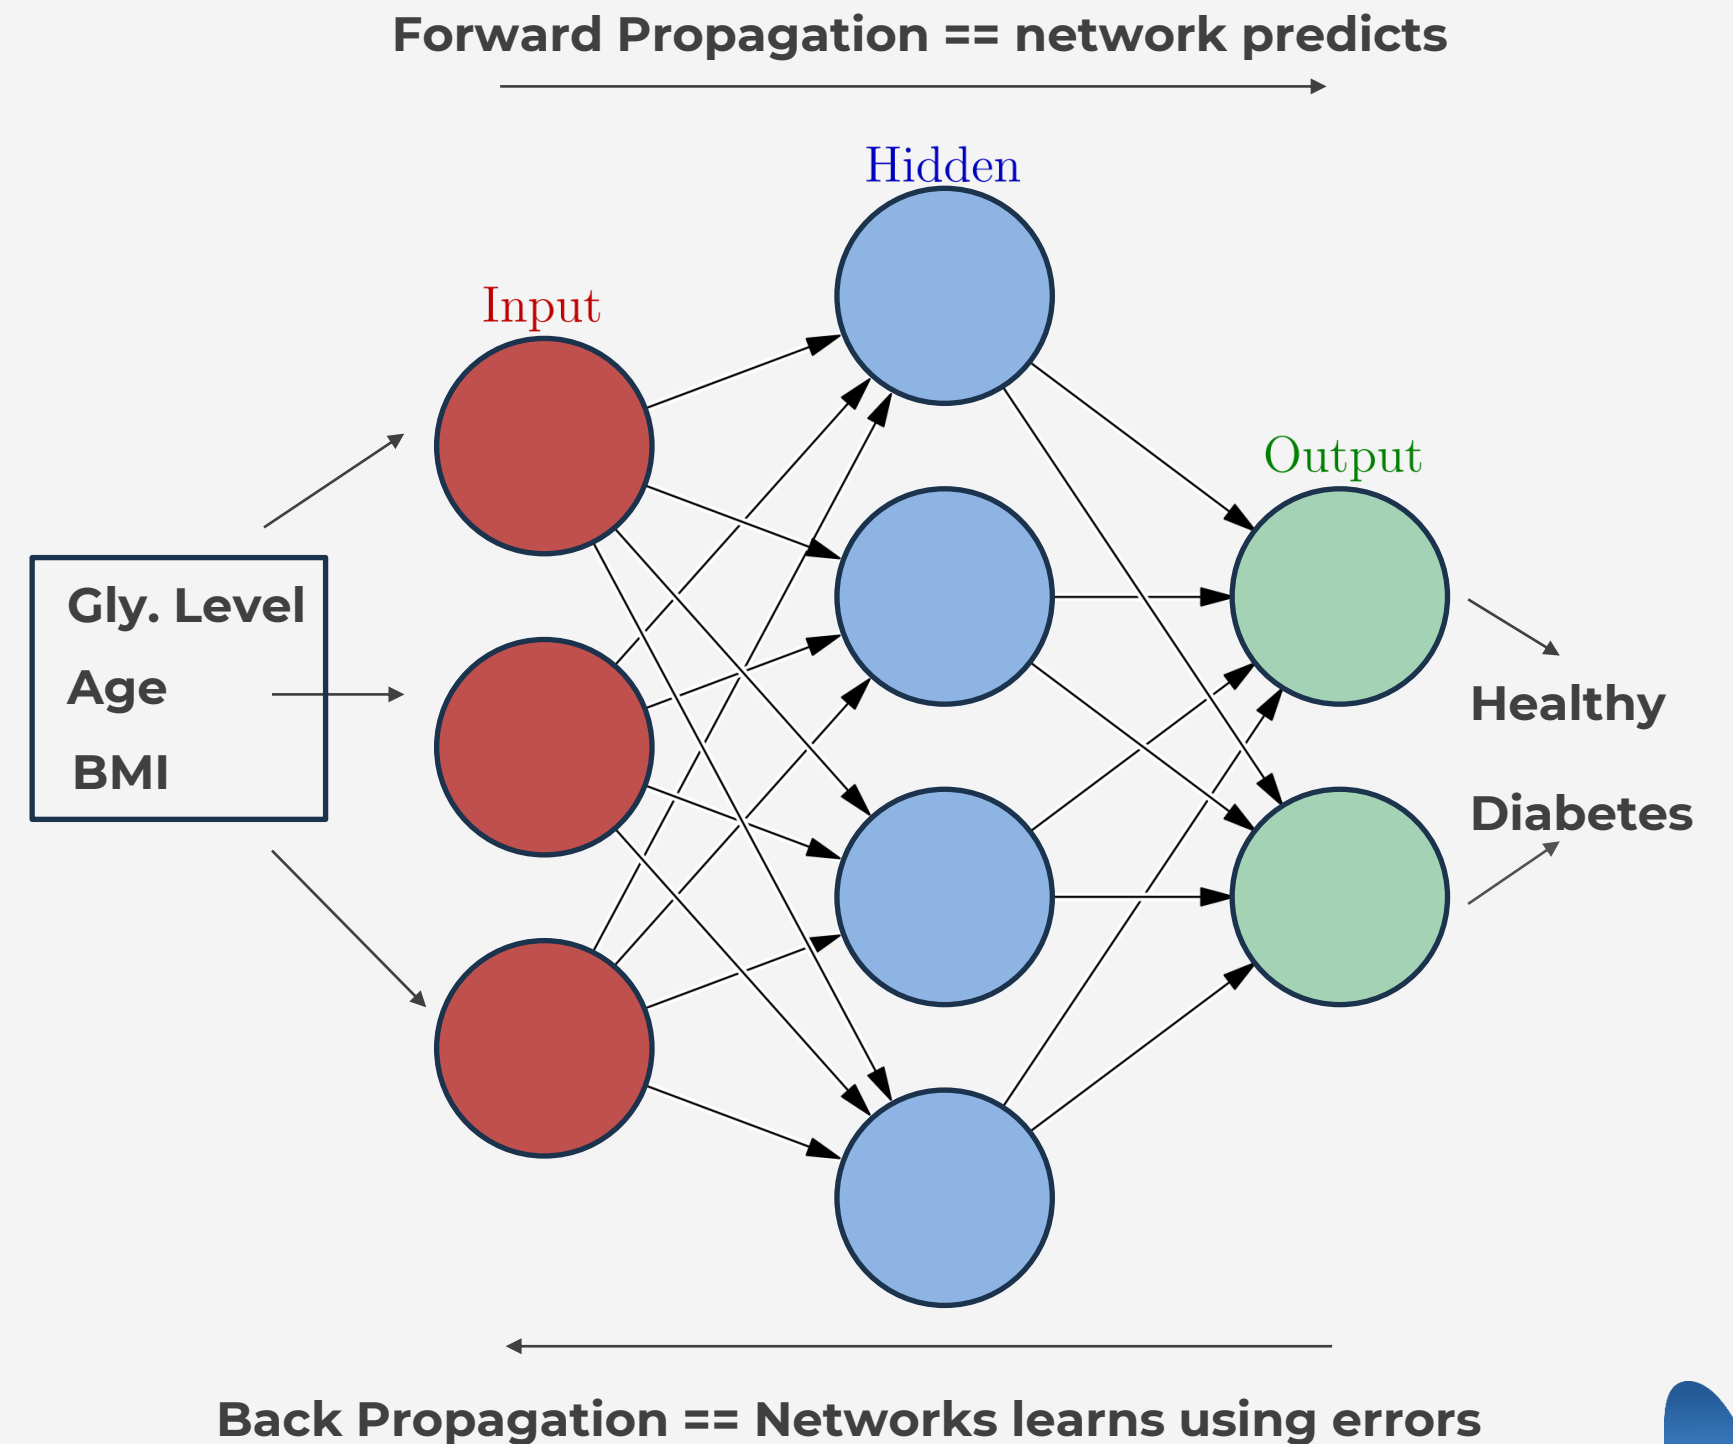 Forward Propagation == network predicts
Hidden
Input
Output
Gly. Level
Age
BMI
Healthy
Diabetes
Back Propagation == Networks learns using errors